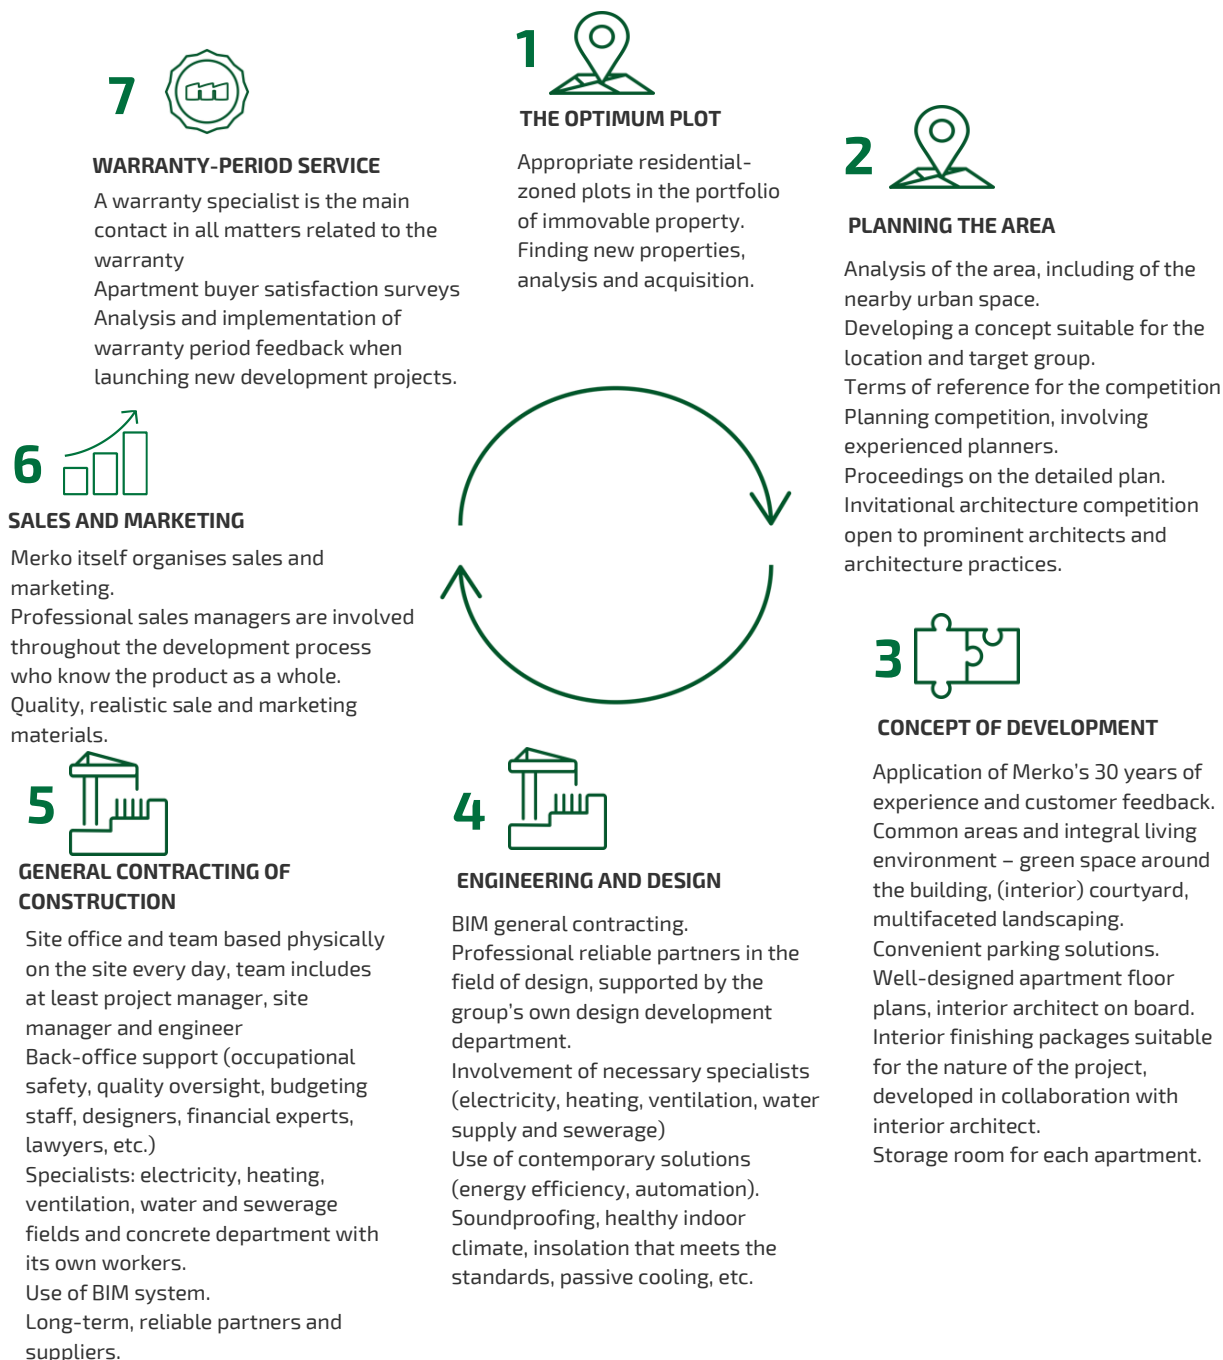 1
THE OPTIMUM PLOT
Appropriate residential-
zoned plots in the portfolio
of immovable property.
Finding new properties,
analysis and acquisition.
2
PLANNING THE AREA
Analysis of the area, including of the
nearby urban space.
Developing a concept suitable for the
location and target group.
Terms of reference for the competition
Planning competition, involving
experienced planners.
Proceedings on the detailed plan.
Invitational architecture competition
open to prominent architects and
architecture practices.
3
CONCEPT OF DEVELOPMENT
Application of Merko’s 30 years of
experience and customer feedback.
Common areas and integral living
environment – green space around
the building, (interior) courtyard,
multifaceted landscaping.
Convenient parking solutions.
Well-designed apartment floor
plans, interior architect on board.
Interior finishing packages suitable
for the nature of the project,
developed in collaboration with
interior architect.
Storage room for each apartment.
4
ENGINEERING AND DESIGN
BIM general contracting.
Professional reliable partners in the
field of design, supported by the
group’s own design development
department.
Involvement of necessary specialists
(electricity, heating, ventilation, water
supply and sewerage)
Use of contemporary solutions
(energy efficiency, automation).
Soundproofing, healthy indoor
climate, insolation that meets the
standards, passive cooling, etc.
5
GENERAL CONTRACTING OF
CONSTRUCTION
Site office and team based physically
on the site every day, team includes
at least project manager, site
manager and engineer
Back-office support (occupational
safety, quality oversight, budgeting
staff, designers, financial experts,
lawyers, etc.)
Specialists: electricity, heating,
ventilation, water and sewerage
fields and concrete department with
its own workers.
Use of BIM system.
Long-term, reliable partners and
suppliers.
6
SALES AND MARKETING
Merko itself organises sales and
marketing.
Professional sales managers are involved
throughout the development process
who know the product as a whole.
Quality, realistic sale and marketing
materials.
7
WARRANTY-PERIOD SERVICE
A warranty specialist is the main
contact in all matters related to the
warranty
Apartment buyer satisfaction surveys
Analysis and implementation of
warranty period feedback when
launching new development projects.